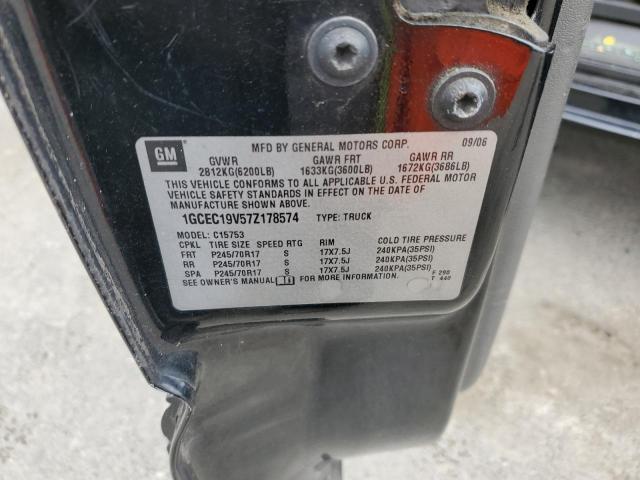 GM
MFD BY GENERAL MOTORS CORP. 09/06
GVWR GAWR FRT GAWR RR
2812KG(6200LB) 1633KG(3600LB) 1672KG(3686LB)
THIS VEHICLE CONFORMS TO ALL APPLICABLE U.S. FEDERAL MOTOR
VEHICLE SAFETY STANDARDS IN EFFECT ON THE DATE OF
MANUFACTURE SHOWN ABOVE.
1GCEC19V57Z178574 TYPE: TRUCK
MODEL: C15753
CPKL TIRE SIZE SPEED RTG RIM COLD TIRE PRESSURE
FRT P245/70R17 S 17X7.5J 240KPA(35PSI)
RR P245/70R17 S 17X7.5J 240KPA(35PSI)
SPA P245/70R17 S 17X7.5J 240KPA(35PSI)
SEE OWNER'S MANUAL FOR MORE INFORMATION.
F 290
T 440